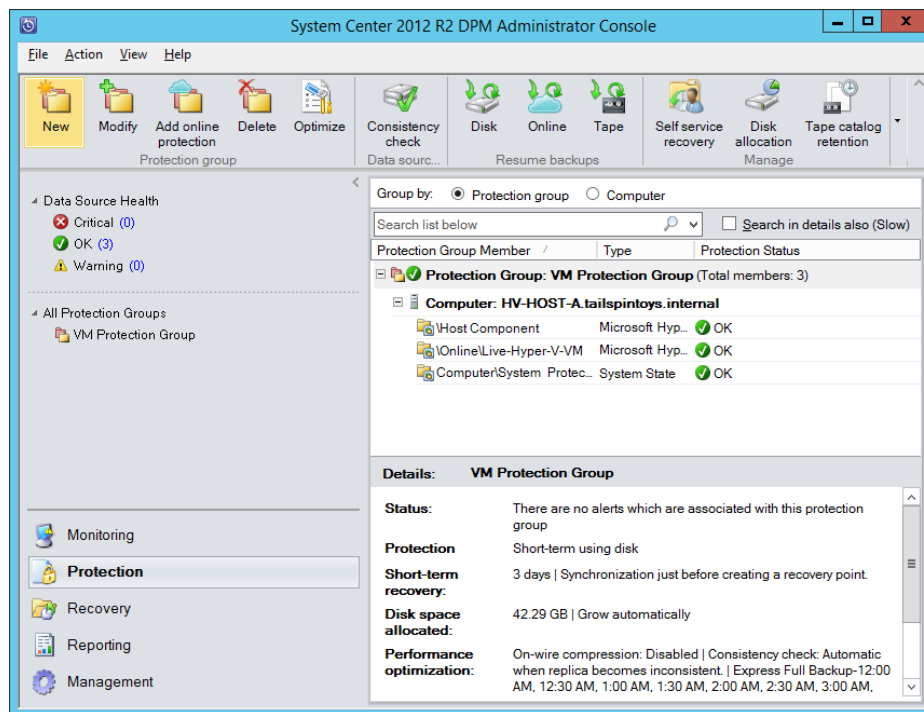 System Center 2012 R2 DPM Administrator Console
File Action View Help
New Modify Add online protection Delete Optimize Consistency check Disk Online Tape Self service recovery Disk allocation Tape catalog retention
Protection group Data sourc... Resume backups Manage
Data Source Health
Critical (0)
OK (3)
Warning (0)
All Protection Groups
VM Protection Group
Group by: Protection group Computer
Search list below Search in details also (Slow)
Protection Group Member / Type Protection Status
Protection Group: VM Protection Group (Total members: 3)
Computer: HV-HOST-A.tailspintoys.internal
\Host Component Microsoft Hyp... OK
\Online\Live-Hyper-V-VM Microsoft Hyp... OK
Computer\System Protec... System State OK
Details: VM Protection Group
Status: There are no alerts which are associated with this protection
group
Protection Short-term using disk
Short-term recovery: 3 days | Synchronization just before creating a recovery point.
Disk space allocated: 42.29 GB | Grow automatically
Performance optimization: On-wire compression: Disabled | Consistency check: Automatic
when replica becomes inconsistent. | Express Full Backup-12:00
AM, 12:30 AM, 1:00 AM, 1:30 AM, 2:00 AM, 2:30 AM, 3:00 AM,
Monitoring
Protection
Recovery
Reporting
Management